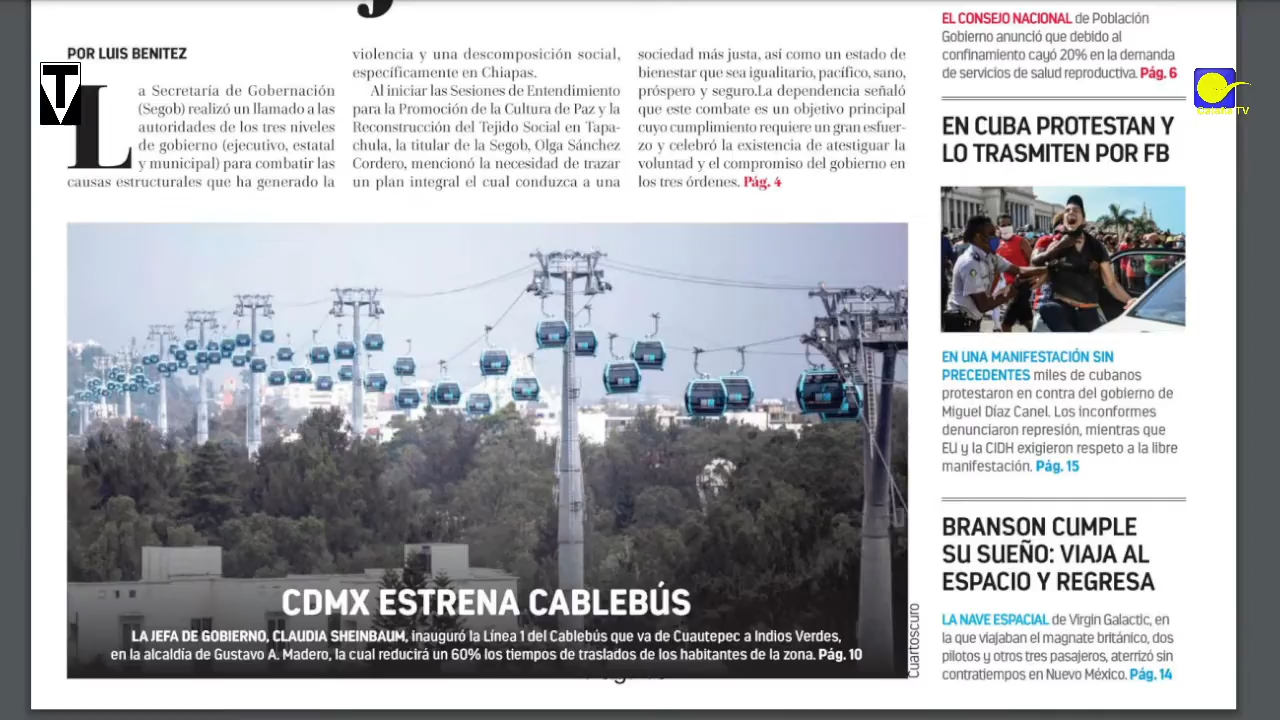 POR LUIS BENITEZ
La Secretaría de Gobernación
(Segob) realizó un llamado a las
autoridades de los tres niveles
de gobierno (ejecutivo, estatal
y municipal) para combatir las
causas estructurales que ha generado la
violencia y una descomposición social,
específicamente en Chiapas.
Al iniciar las Sesiones de Entendimiento
para la Promoción de la Cultura de Paz y la
Reconstrucción del Tejido Social en Tapa-
chula, la titular de la Segob, Olga Sánchez
Cordero, mencionó la necesidad de trazar
un plan integral el cual conduzca a una
sociedad más justa, así como un estado de
bienestar que sea igualitario, pacífico, sano,
próspero y seguro.La dependencia señaló
que este combate es un objetivo principal
cuyo cumplimiento requiere un gran esfuer-
zo y celebró la existencia de atestiguar la
voluntad y el compromiso del gobierno en
los tres órdenes. Pág. 4
CDMX ESTRENA CABLEBÚS
LA JEFA DE GOBIERNO, CLAUDIA SHEINBAUM, inauguró la Línea 1 del Cablebús que va de Cuautepec a Indios Verdes,
en la alcaldía de Gustavo A. Madero, la cual reducirá un 60% los tiempos de traslados de los habitantes de la zona. Pág. 10
Cuartoscuro
EL CONSEJO NACIONAL de Población
Gobierno anunció que debido al
confinamiento cayó 20% en la demanda
de servicios de salud reproductiva. Pág. 6
EN CUBA PROTESTAN Y
LO TRASMITEN POR FB
EN UNA MANIFESTACIÓN SIN
PRECEDENTES miles de cubanos
protestaron en contra del gobierno de
Miguel Díaz Canel. Los inconformes
denunciaron represión, mientras que
EU y la CIDH exigieron respeto a la libre
manifestación. Pág. 15
BRANSON CUMPLE
SU SUEÑO: VIAJA AL
ESPACIO Y REGRESA
LA NAVE ESPACIAL de Virgin Galactic, en
la que viajaban el magnate británico, dos
pilotos y otros tres pasajeros, aterrizó sin
contratiempos en Nuevo México. Pág. 14
T
TV